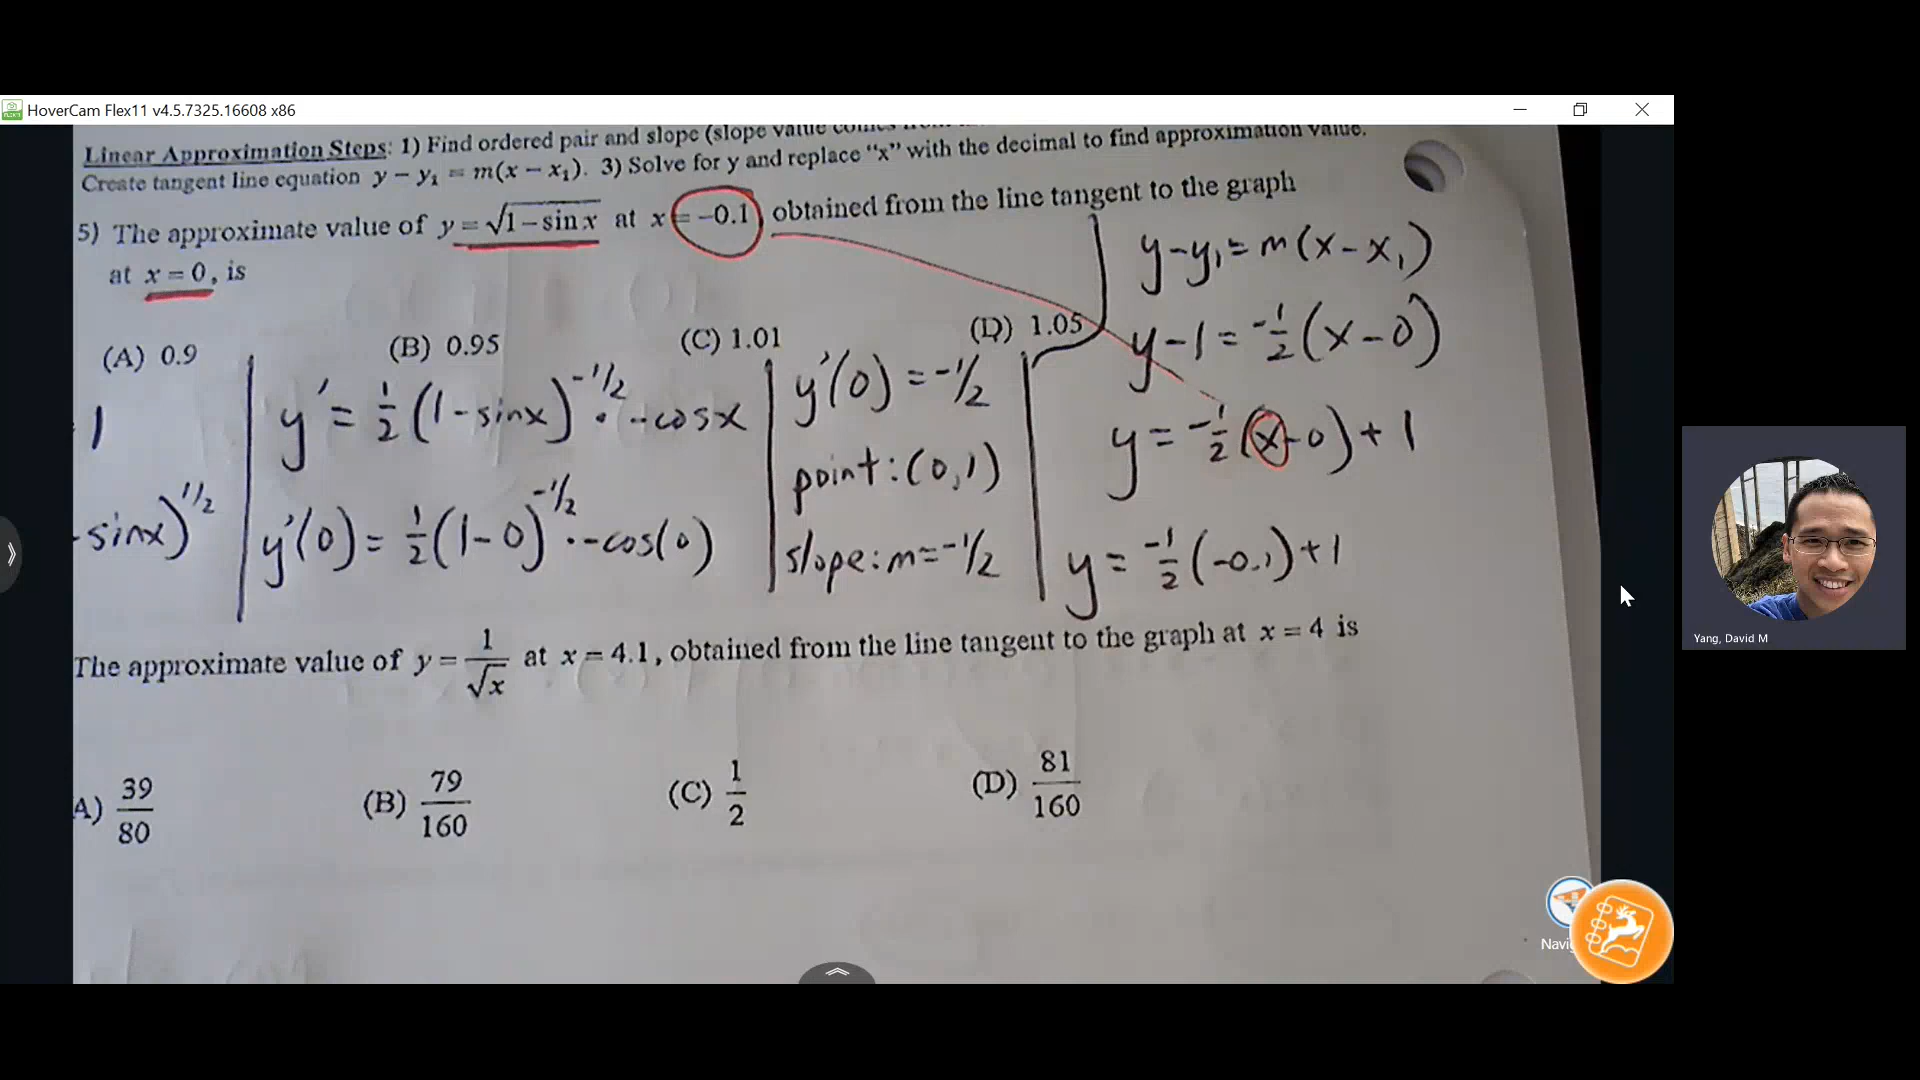 HoverCam Flex11 v4.5.7325.16608 x86
Linear Approximation Steps: 1) Find ordered pair and slope (slope value comes
Create tangent line equation y − y₁ = m(x − x₁). 3) Solve for y and replace "x" with the decimal to find approximation value.
5) The approximate value of y = √(1 − sin x) at x = −0.1, obtained from the line tangent to the graph
at x = 0, is
(A) 0.9 (B) 0.95 (C) 1.01 (D) 1.05
y − y₁ = m(x − x₁)
y − 1 = -1/2 (x − 0)
y = -1/2 (x − 0) + 1
y = -1/2 (-0.1) + 1
1
sinx)^1/2
y' = 1/2 (1 - sinx)^-1/2 · -cosx
y'(0) = 1/2 (1 - 0)^-1/2 · -cos(0)
y'(0) = -1/2
point: (0,1)
slope: m = -1/2
The approximate value of y = 1/√x at x = 4.1, obtained from the line tangent to the graph at x = 4 is
A) 39/80 (B) 79/160 (C) 1/2 (D) 81/160
Yang, David M